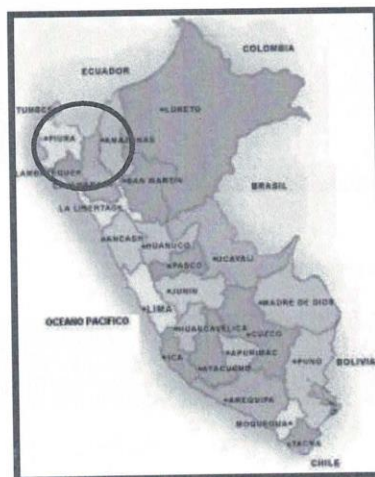 COLOMBIA
ECUADOR
TUMBES
LORETO
PIURA
AMAZONAS
LAMBAYEQUE
SAN MARTIN
BRASIL
LA LIBERTAD
ANCASH
HUANUCO
UCAYALI
PASCO
JUNIN
MADRE DE DIOS
LIMA
OCEANO PACIFICO
HUANCAVELICA
CUZCO
APURIMAC
ICA
PUNO
BOLIVIA
AYACUCHO
AREQUIPA
MOQUEGUA
TACNA
CHILE